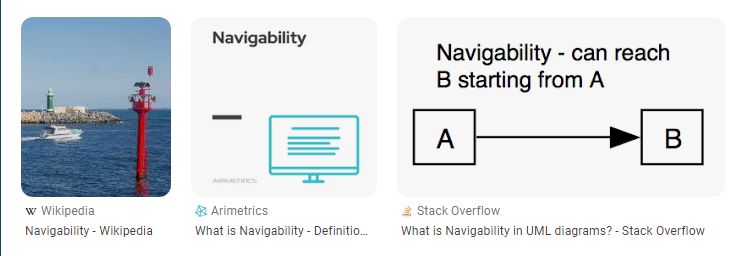 Navigability
ARIMETRICS
Navigability - can reach
B starting from A
A
B
W Wikipedia
Navigability - Wikipedia
Arimetrics
What is Navigability - Definitio...
Stack Overflow
What is Navigability in UML diagrams? - Stack Overflow